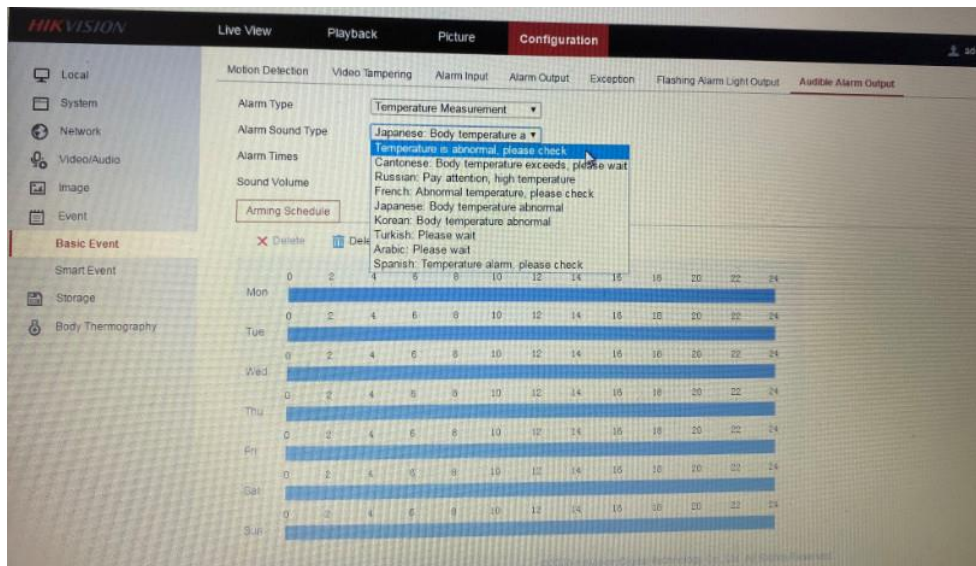 HIKVISION
Live View Playback Picture Configuration
Local
System
Network
Video/Audio
Image
Event
Basic Event
Smart Event
Storage
Body Thermography
Motion Detection Video Tampering Alarm Input Alarm Output Exception Flashing Alarm Light Output Audible Alarm Output
Alarm Type Temperature Measurement
Alarm Sound Type Japanese: Body temperature a
Alarm Times
Sound Volume
Temperature is abnormal, please check
Cantonese: Body temperature exceeds, please wait
Russian: Pay attention, high temperature
French: Abnormal temperature, please check
Japanese: Body temperature abnormal
Korean: Body temperature abnormal
Turkish: Please wait
Arabic: Please wait
Spanish: Temperature alarm, please check
Arming Schedule
Delete Dele
0 2 4 6 8 10 12 14 16 18 20 22 24
Mon
0 2 4 6 8 10 12 14 16 18 20 22 24
Tue
0 2 4 6 8 10 12 14 16 18 20 22 24
Wed
0 2 4 6 8 10 12 14 16 18 20 22 24
Thu
0 2 4 6 8 10 12 14 16 18 20 22 24
Fri
0 2 4 6 8 10 12 14 16 18 20 22 24
Sat
0 2 4 6 8 10 12 14 16 18 20 22 24
Sun